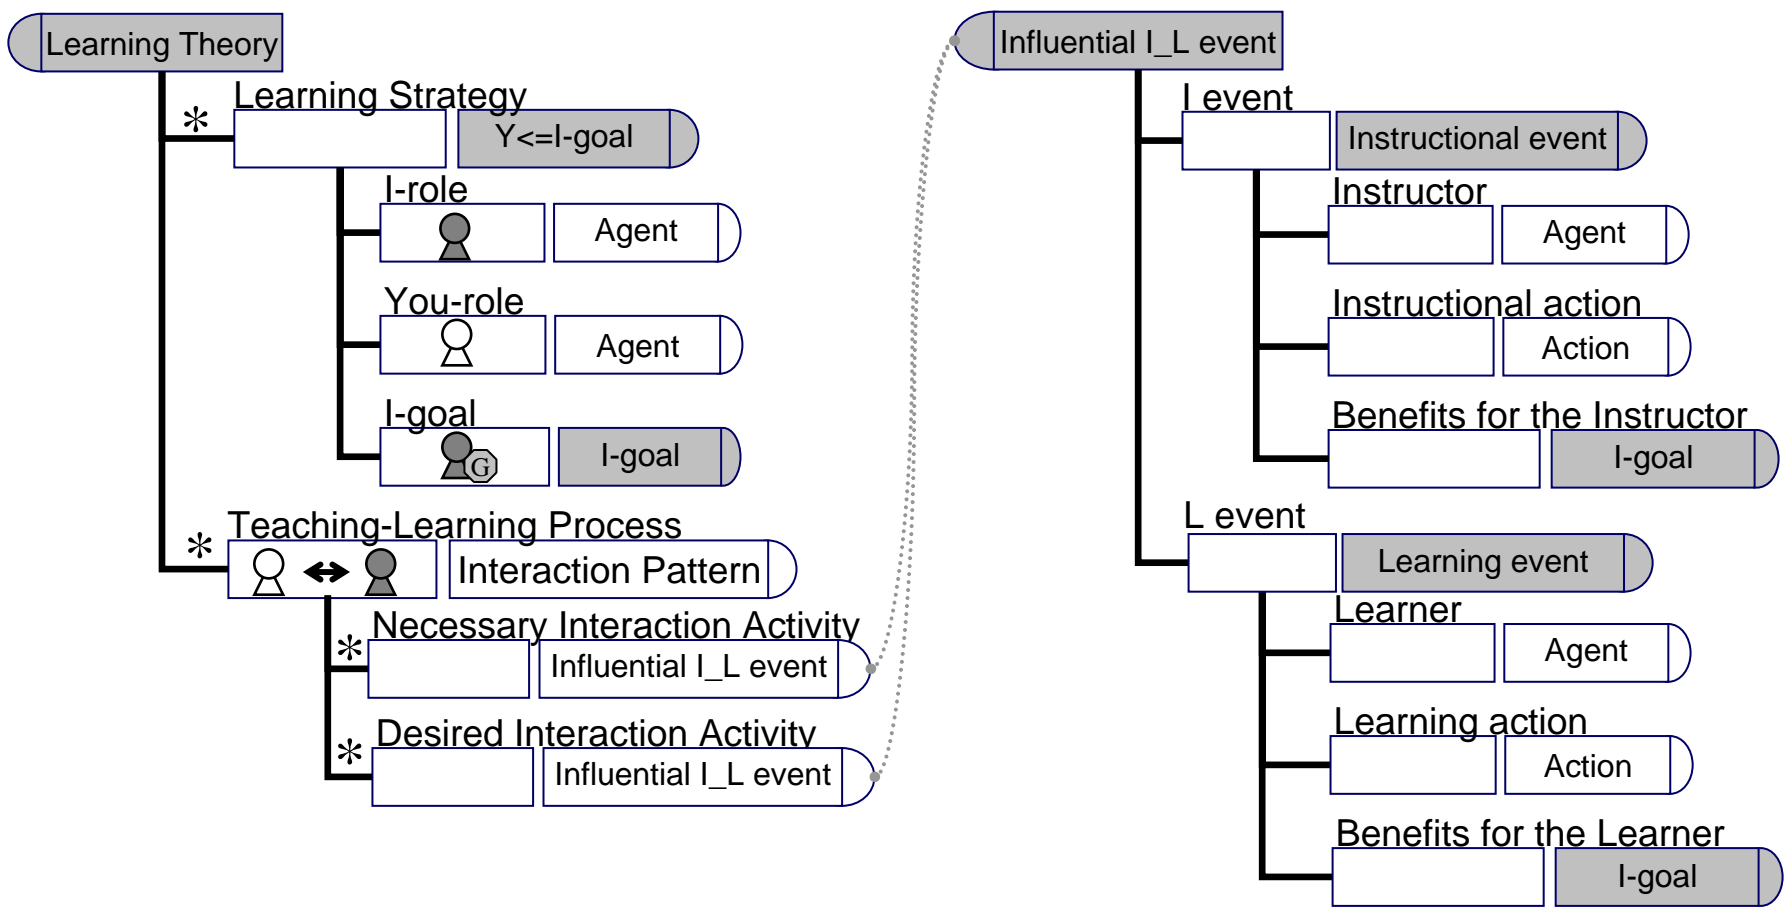 Learning Theory
*
Learning Strategy
Y<=I-goal
I-role
Agent
You-role
Agent
I-goal
G
I-goal
*
Teaching-Learning Process
Interaction Pattern
*
Necessary Interaction Activity
Influential I_L event
*
Desired Interaction Activity
Influential I_L event
Influential I_L event
I event
Instructional event
Instructor
Agent
Instructional action
Action
Benefits for the Instructor
I-goal
L event
Learning event
Learner
Agent
Learning action
Action
Benefits for the Learner
I-goal